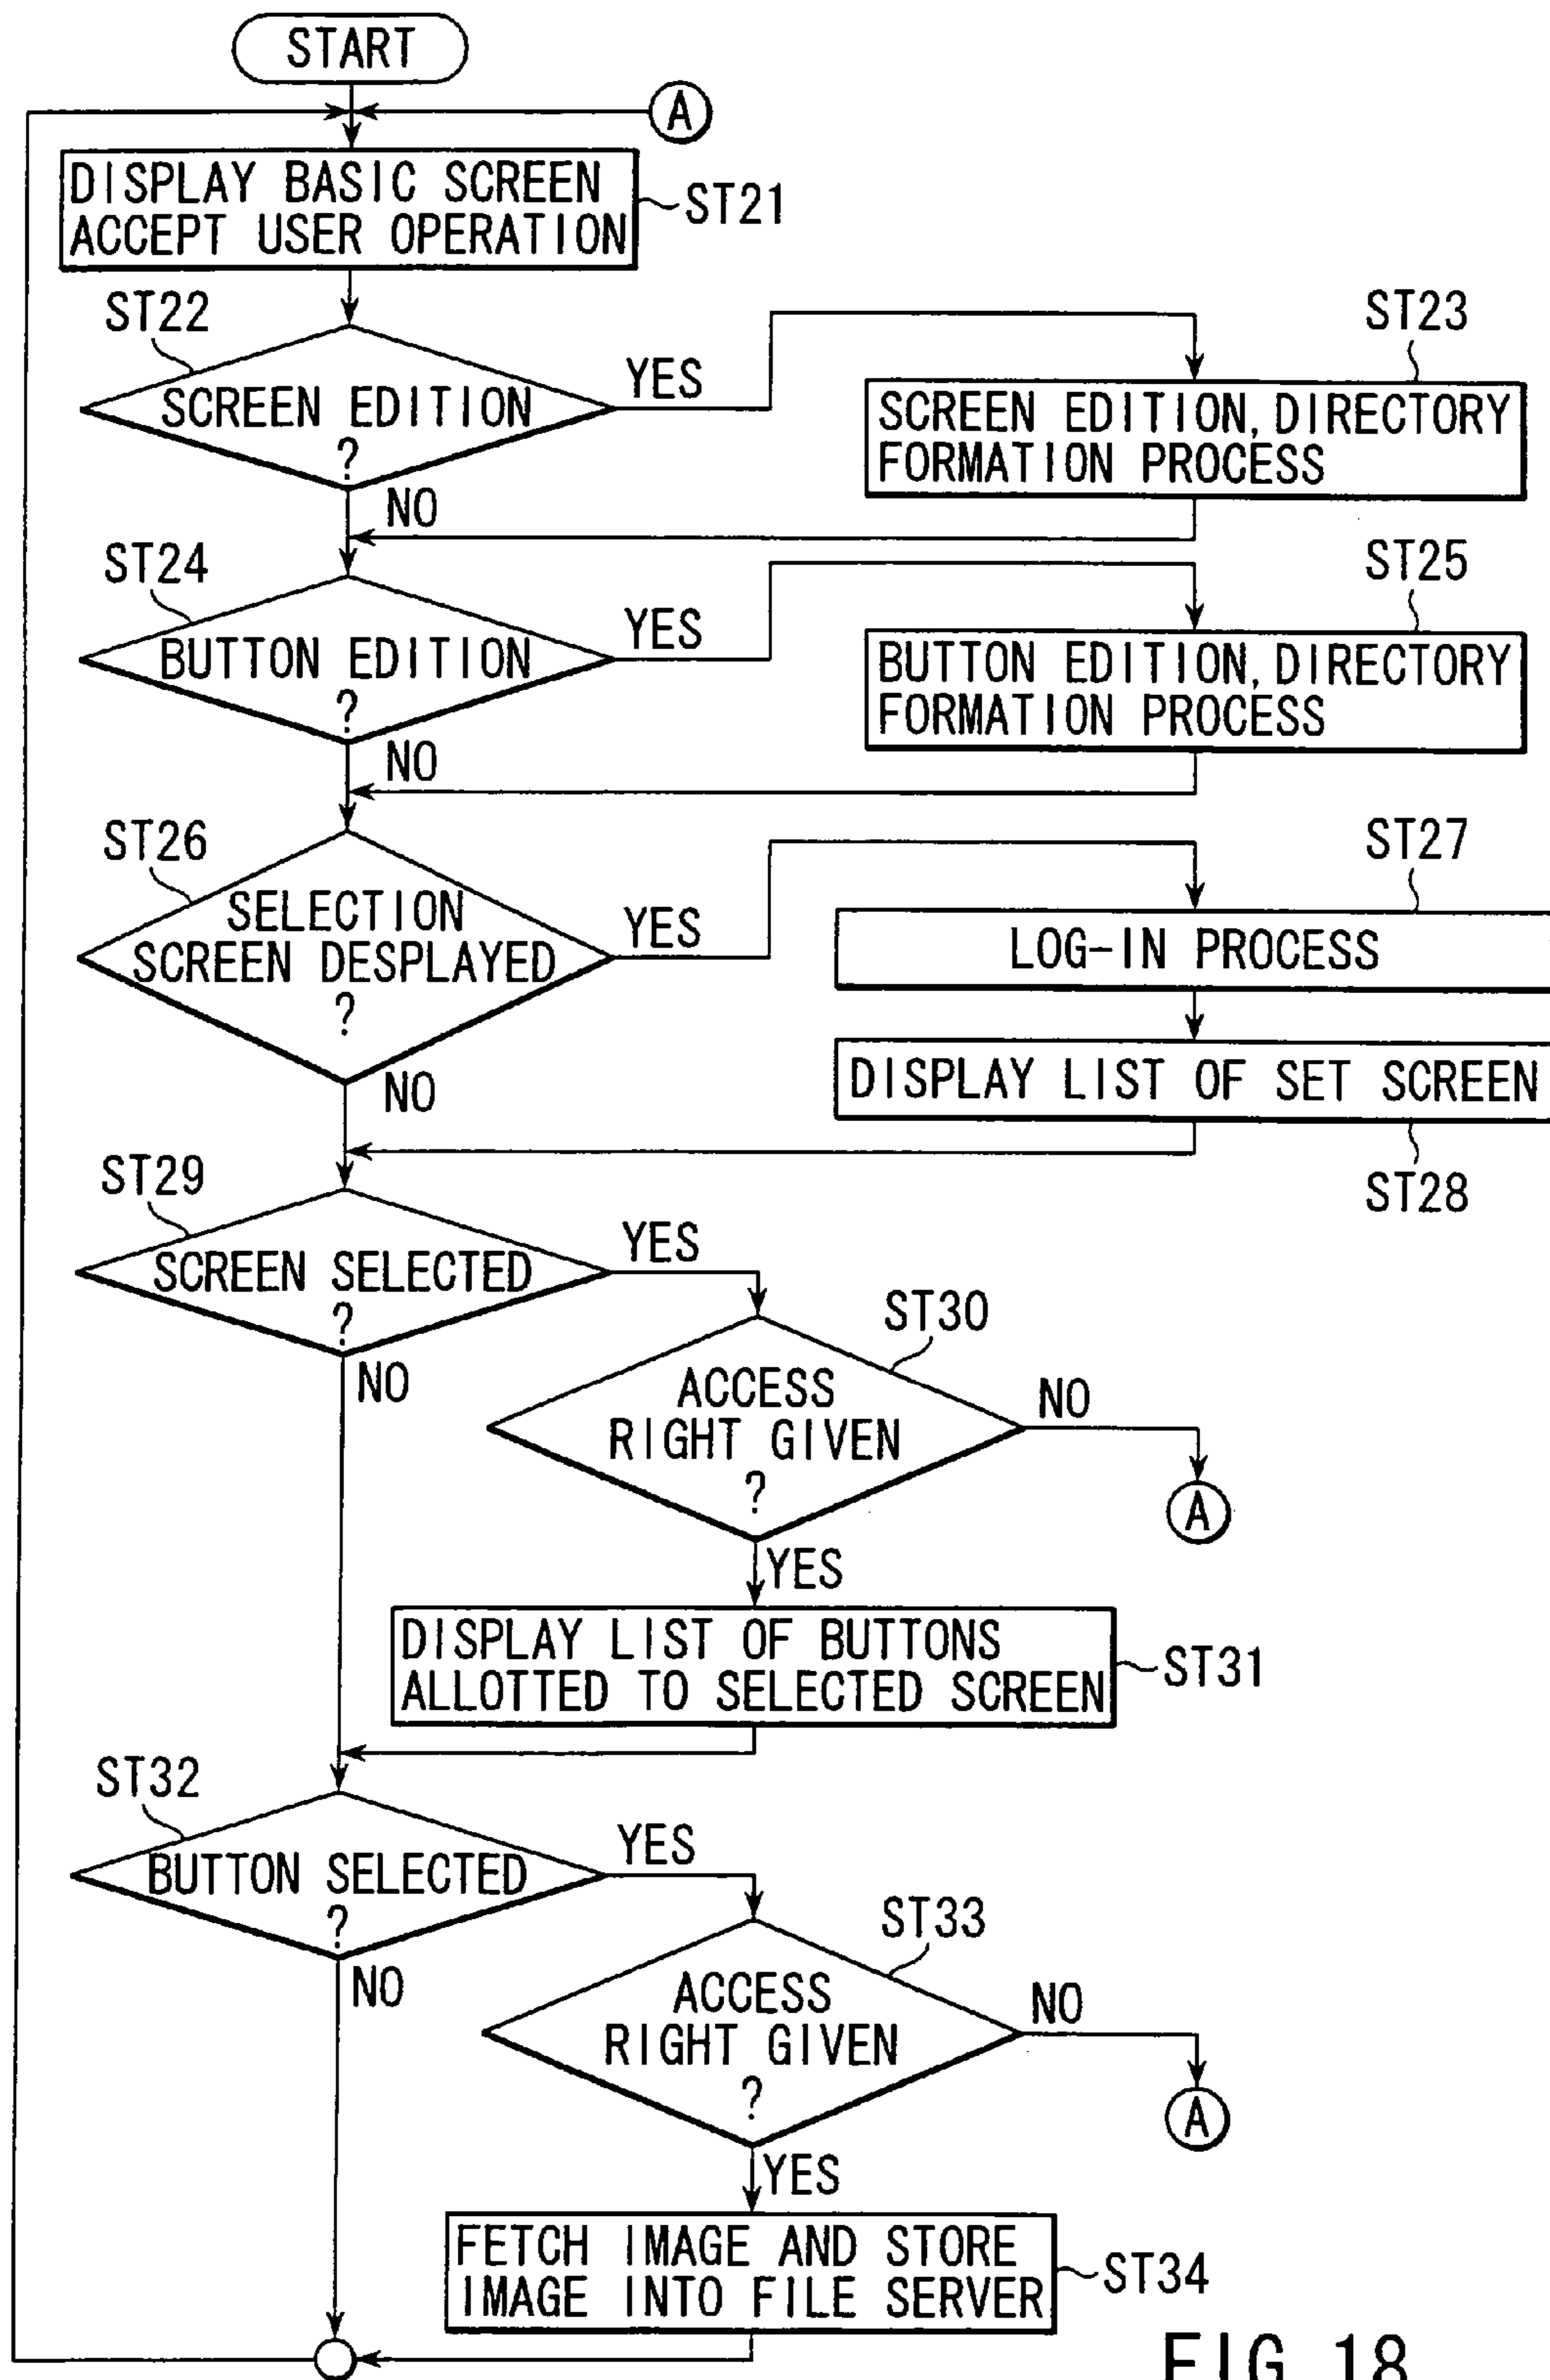 START
A
DISPLAY BASIC SCREEN
ACCEPT USER OPERATION
ST21
ST22
SCREEN EDITION
?
YES
NO
ST23
SCREEN EDITION, DIRECTORY
FORMATION PROCESS
ST24
BUTTON EDITION
?
YES
NO
ST25
BUTTON EDITION, DIRECTORY
FORMATION PROCESS
ST26
SELECTION
SCREEN DESPLAYED
?
YES
NO
ST27
LOG-IN PROCESS
DISPLAY LIST OF SET SCREEN
ST28
ST29
SCREEN SELECTED
?
YES
NO
ST30
ACCESS
RIGHT GIVEN
?
NO
A
YES
DISPLAY LIST OF BUTTONS
ALLOTTED TO SELECTED SCREEN
ST31
ST32
BUTTON SELECTED
?
YES
NO
ST33
ACCESS
RIGHT GIVEN
?
NO
A
YES
FETCH IMAGE AND STORE
IMAGE INTO FILE SERVER
ST34
FIG. 18